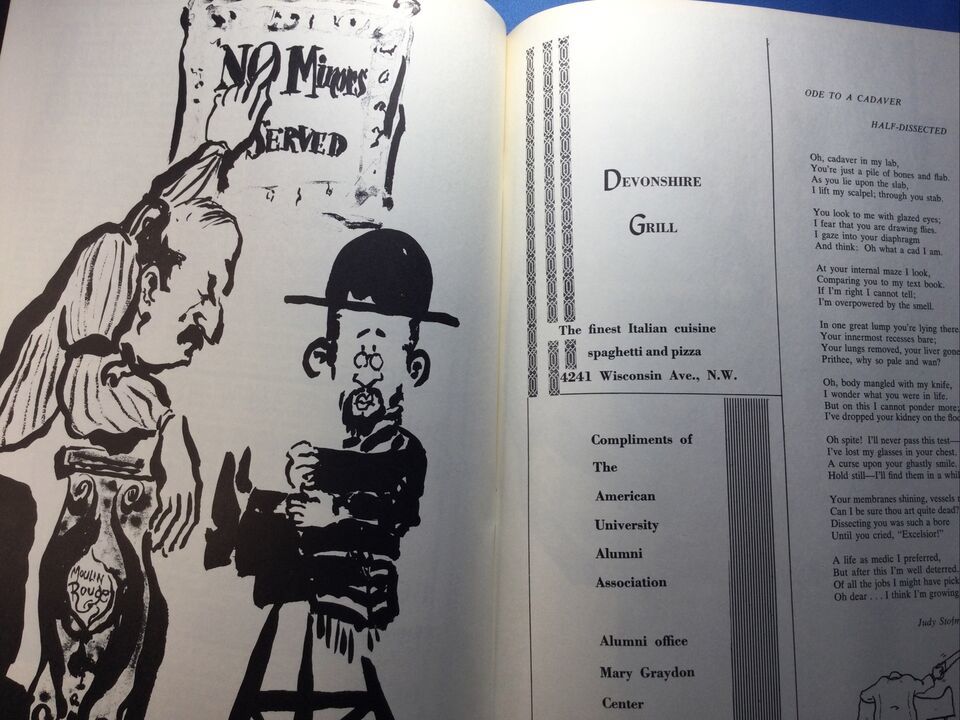 NO Minors
SERVED
MOULIN
Rouge
DEVONSHIRE
GRILL
The finest Italian cuisine
spaghetti and pizza
4241 Wisconsin Ave., N.W.
Compliments of
The
American
University
Alumni
Association
Alumni office
Mary Graydon
Center
ODE TO A CADAVER
HALF-DISSECTED
Oh, cadaver in my lab,
You're just a pile of bones and flab.
As you lie upon the slab,
I lift my scalpel; through you stab.
You look to me with glazed eyes;
I fear that you are drawing flies.
I gaze into your diaphragm
And think: Oh what a cad I am.
At your internal maze I look,
Comparing you to my text book.
If I'm right I cannot tell;
I'm overpowered by the smell.
In one great lump you're lying there
Your innermost recesses bare;
Your lungs removed, your liver gone
Prithee, why so pale and wan?
Oh, body mangled with my knife,
I wonder what you were in life.
But on this I cannot ponder more;
I've dropped your kidney on the
Oh spite! I'll never pass this test—
I've lost my glasses in your chest.
A curse upon your ghastly smile.
Hold still—I'll find them in a
Your membranes shining, vessels
Can I be sure thou art quite dead?
Dissecting you was such a bore
Until you cried, "Excelsior!"
A life as medic I preferred,
But after this I'm well deterred.
Of all the jobs I might have
Oh dear . . . I think I'm growing
Judy